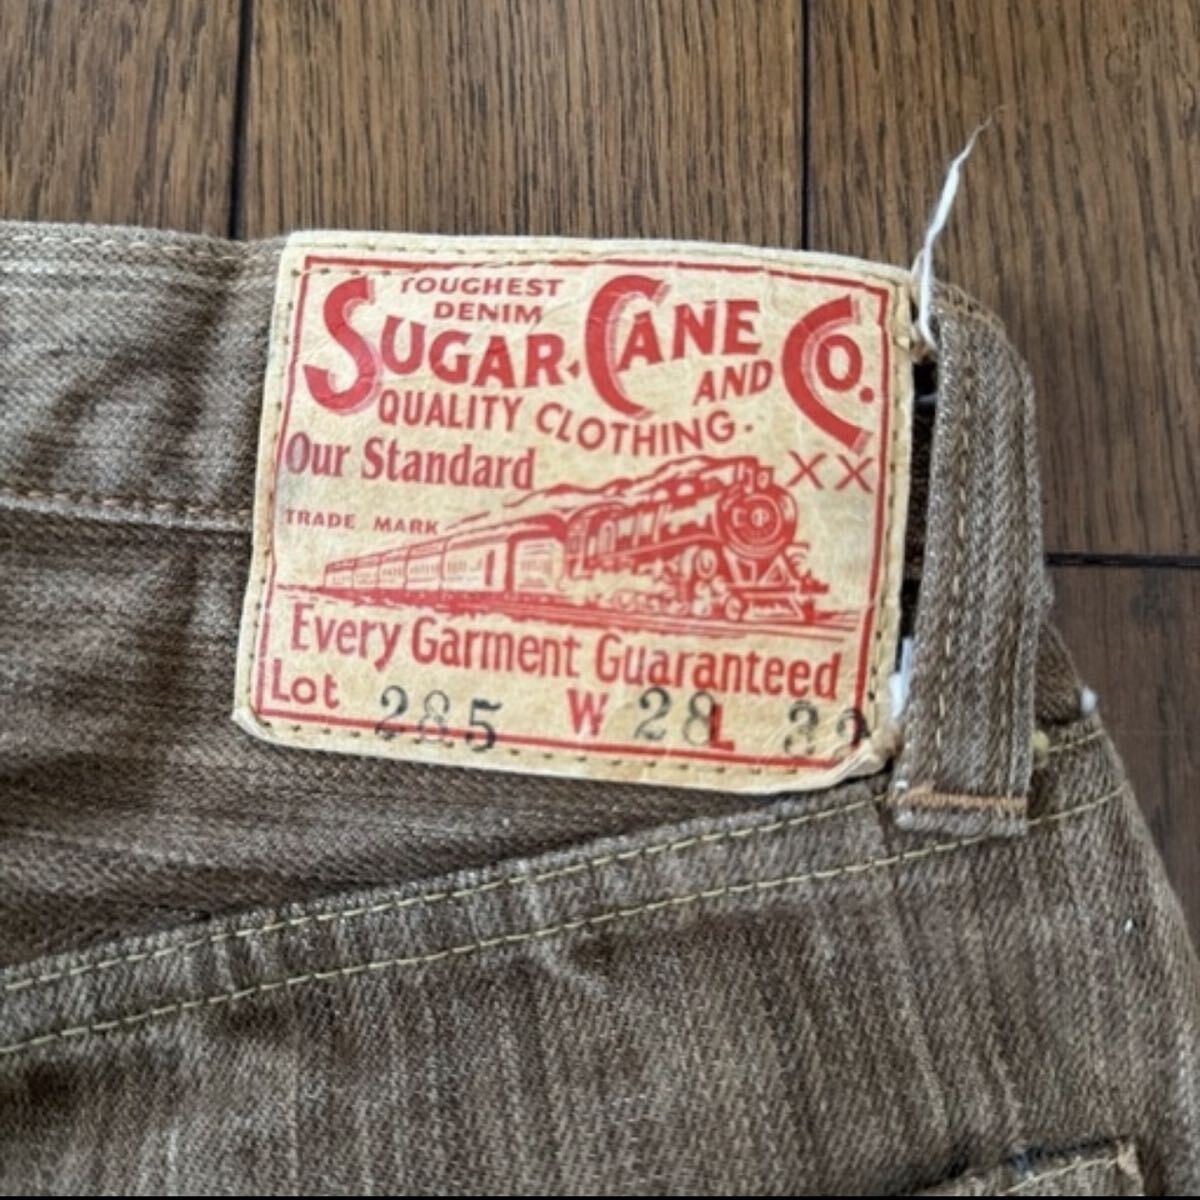 TOUGHEST
DENIM
SUGAR CANE AND CO.
QUALITY CLOTHING.
Our Standard
XX
TRADE MARK
Every Garment Guaranteed
Lot 285 W 28 L